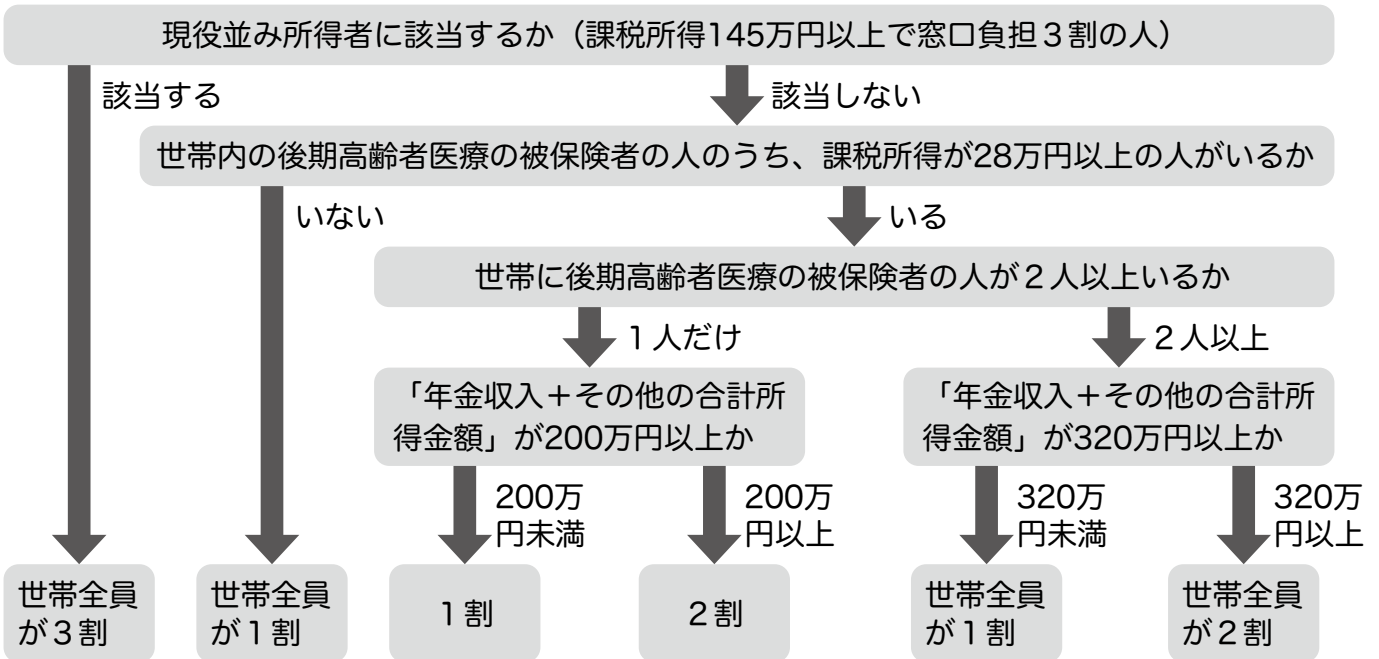 現役並み所得者に該当するか（課税所得145万円以上で窓口負担３割の人）
該当する
該当しない
世帯内の後期高齢者医療の被保険者の人のうち、課税所得が28万円以上の人がいるか
いない
いる
世帯に後期高齢者医療の被保険者の人が２人以上いるか
１人だけ
２人以上
「年金収入＋その他の合計所
得金額」が200万円以上か
「年金収入＋その他の合計所
得金額」が320万円以上か
200万
円未満
200万
円以上
320万
円未満
320万
円以上
世帯全員
が３割
世帯全員
が１割
１割
２割
世帯全員
が１割
世帯全員
が２割